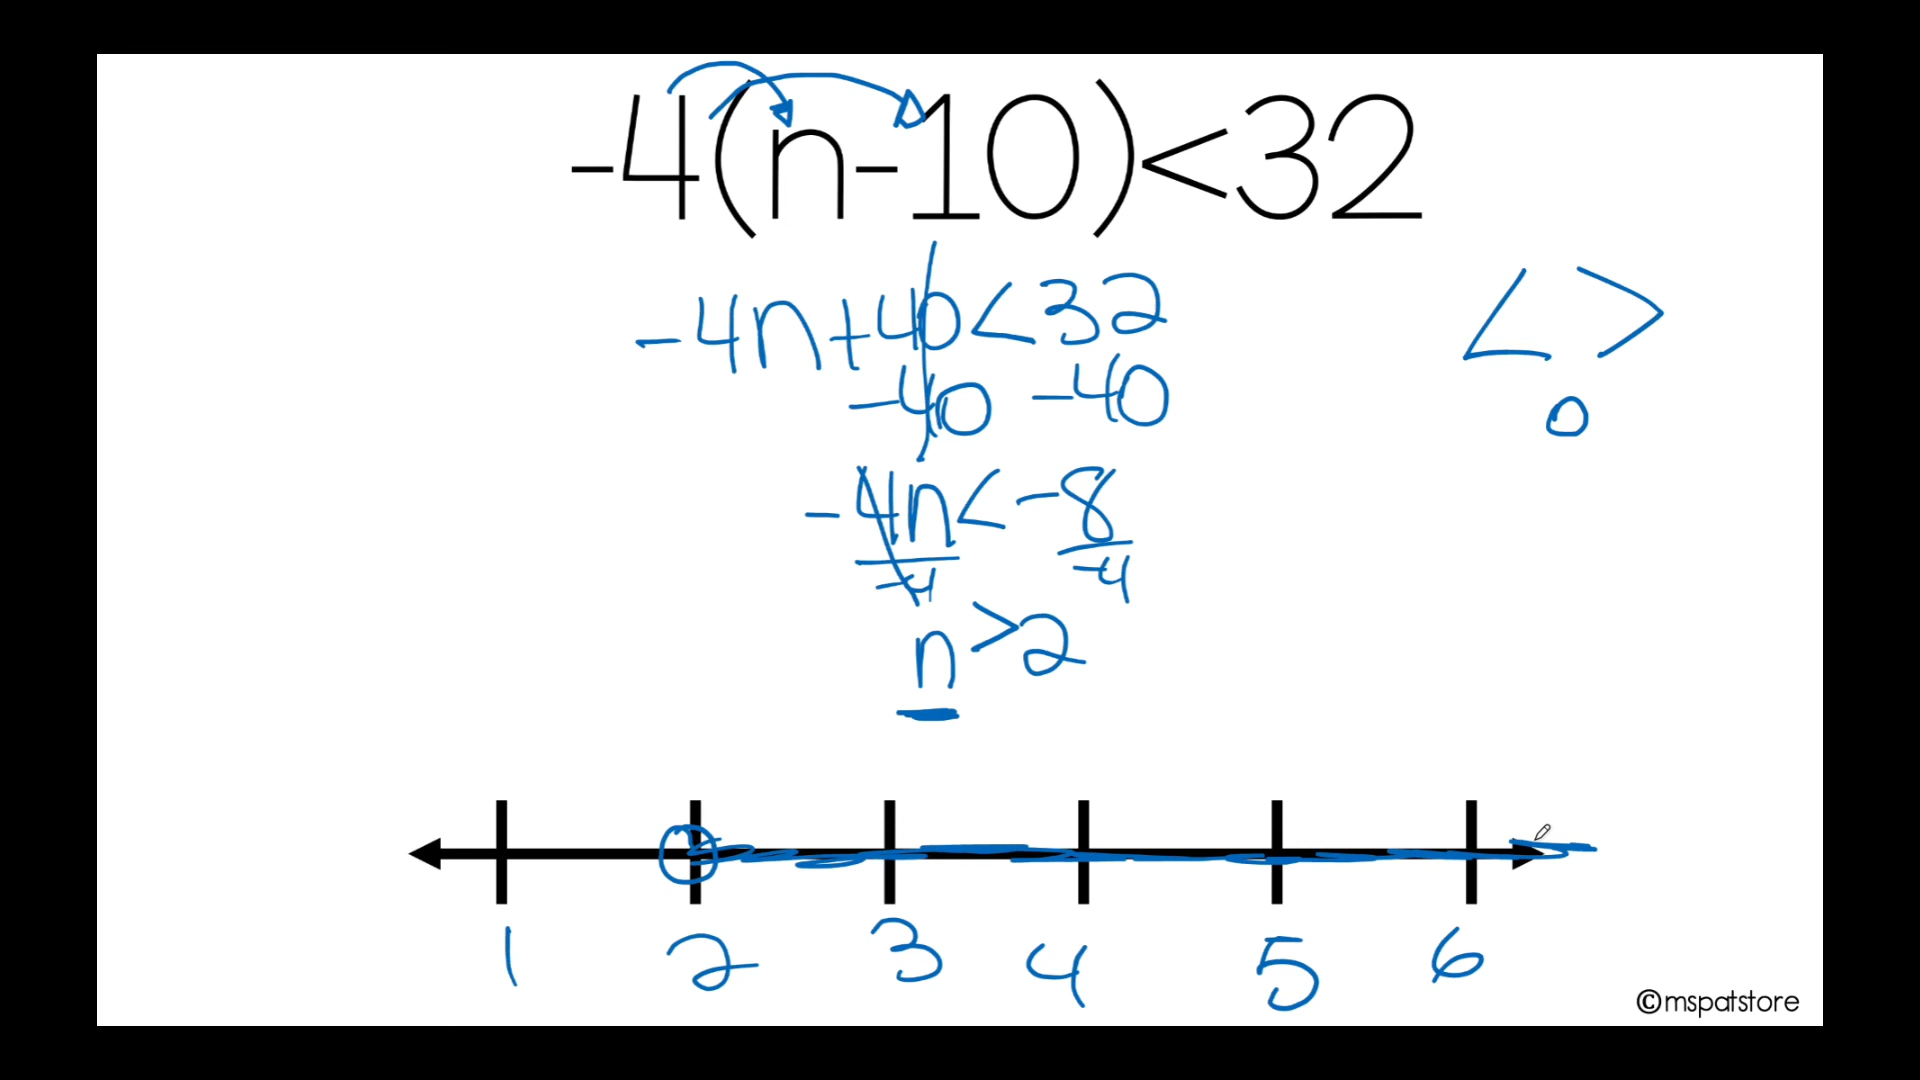 -4(n-10)<32
-4n+40<32
-40 -40
< >
o
-4n<-8
-4 -4
n>2
1 2 3 4 5 6
©mspatstore